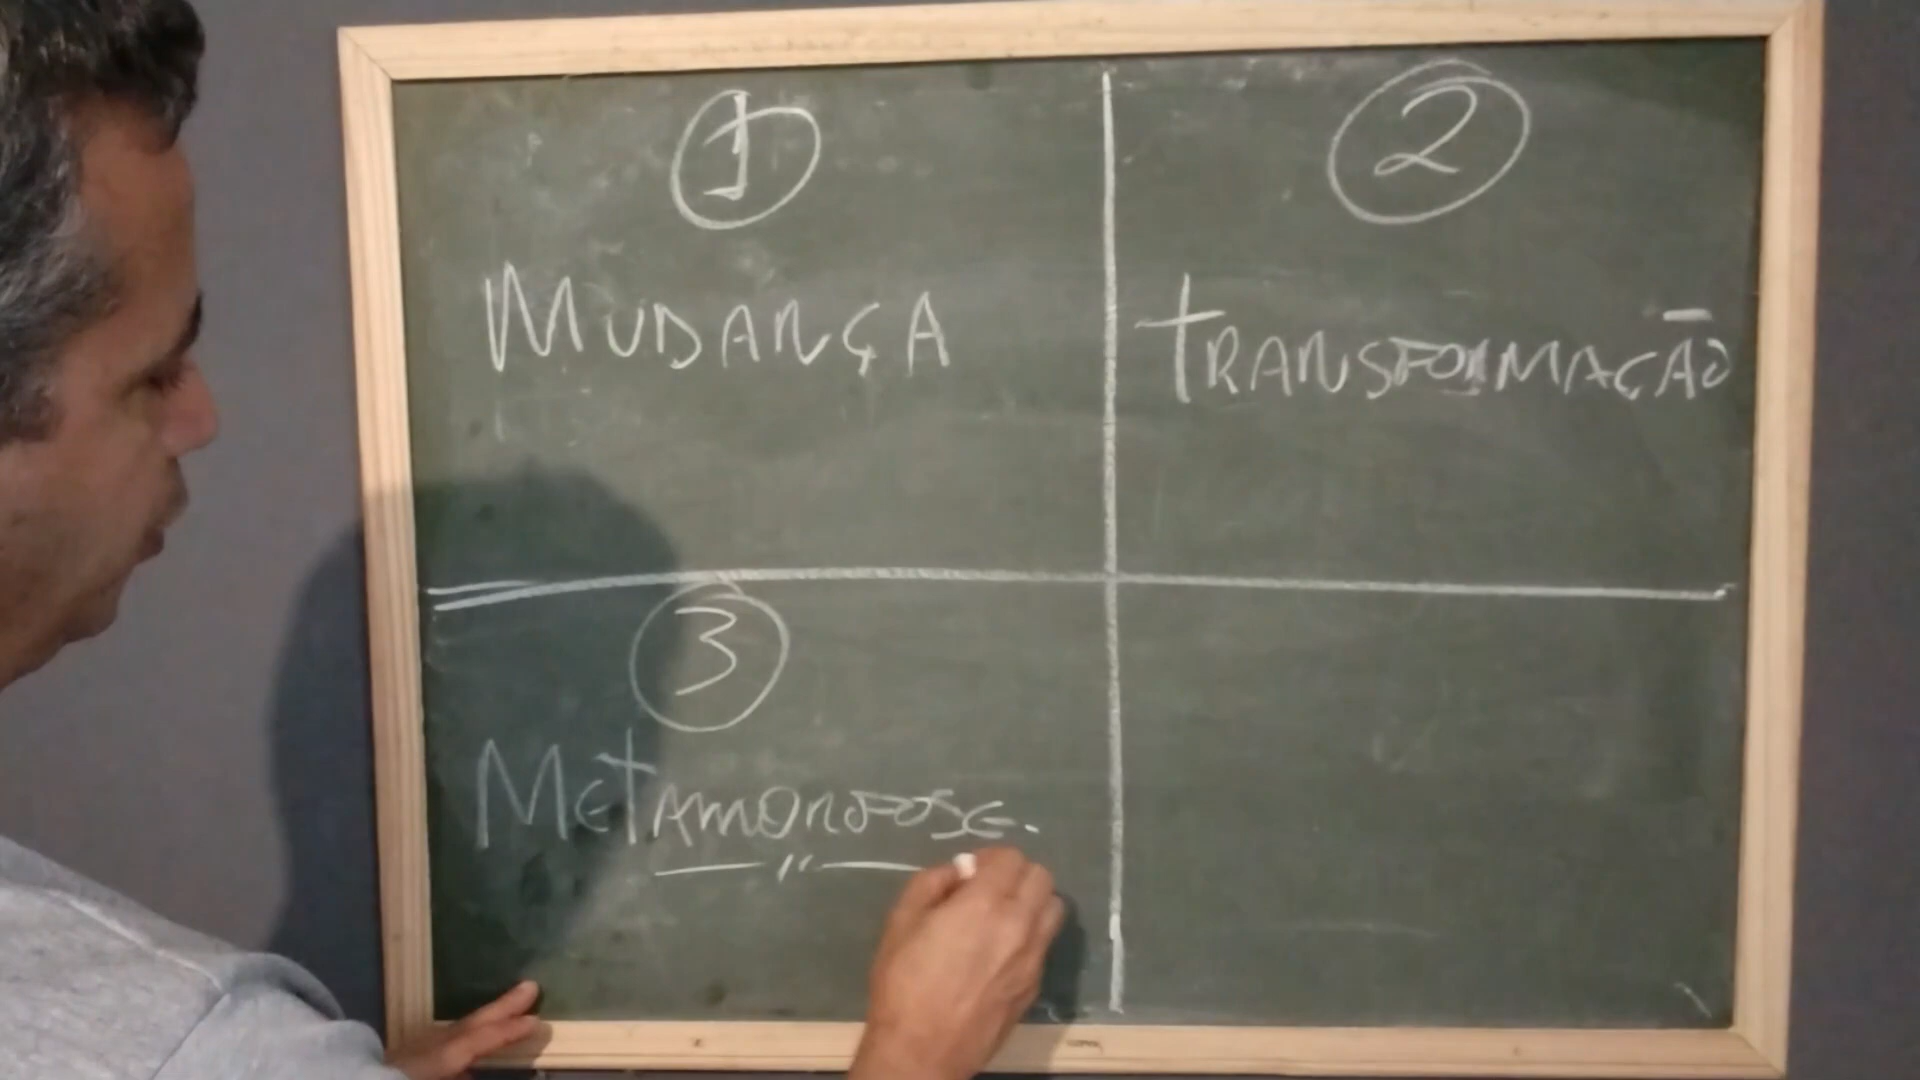 1
MUDANÇA
2
TRANSFORMAÇÃO
3
METAMORFOSE.